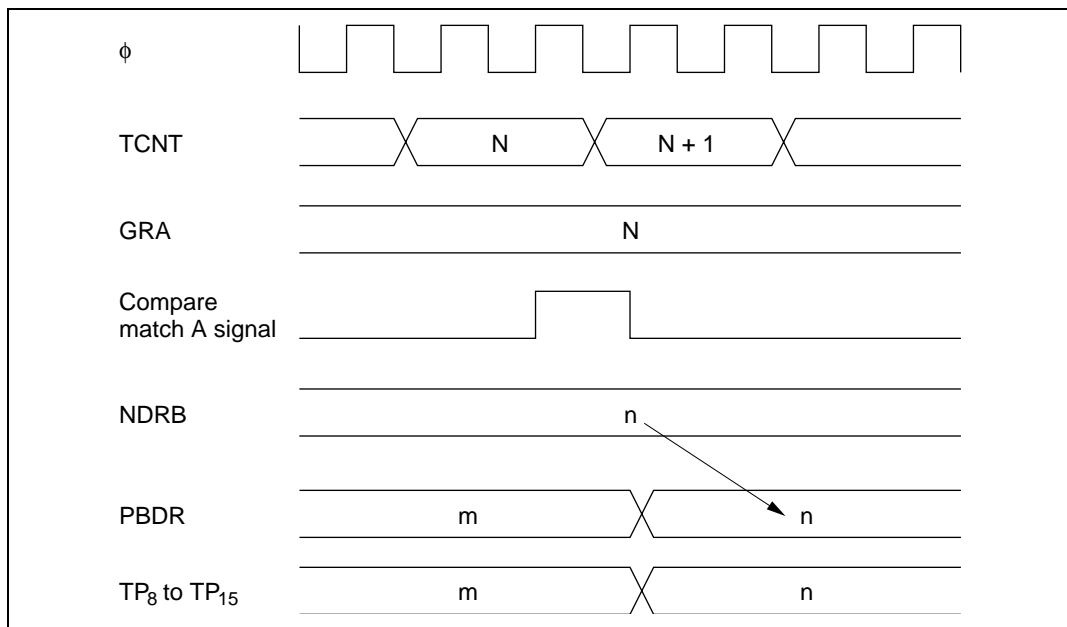 ϕ
TCNT N N + 1
GRA N
Compare
match A signal
NDRB n
PBDR m n
TP8 to TP15 m n